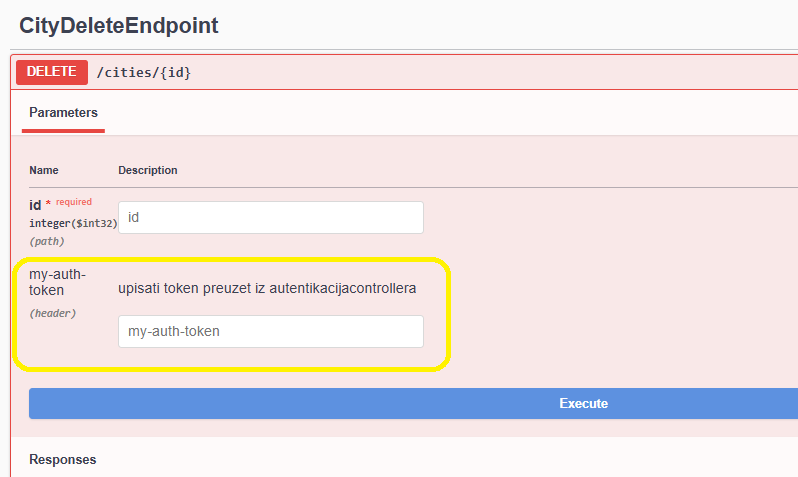 CityDeleteEndpoint
DELETE /cities/{id}
Parameters
Name Description
id * required
integer($int32)
(path)
id
my-auth-
token
(header)
upisati token preuzet iz autentikacijacontrollera
my-auth-token
Execute
Responses